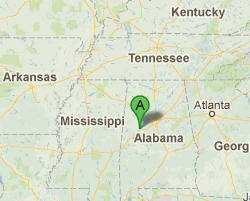 Kentucky
Tennessee
Arkansas
A
Atlanta
Mississippi
Alabama
Georg